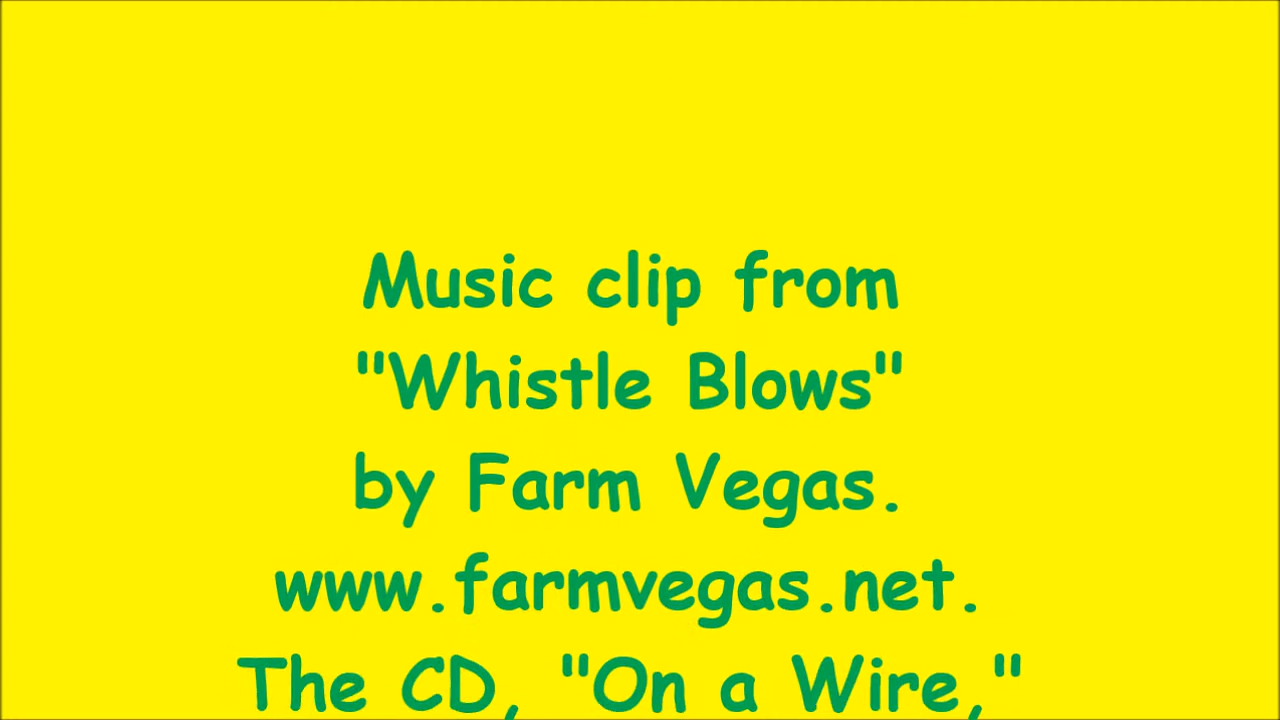 Music clip from
"Whistle Blows"
by Farm Vegas.
www.farmvegas.net.
The CD, "On a Wire,"